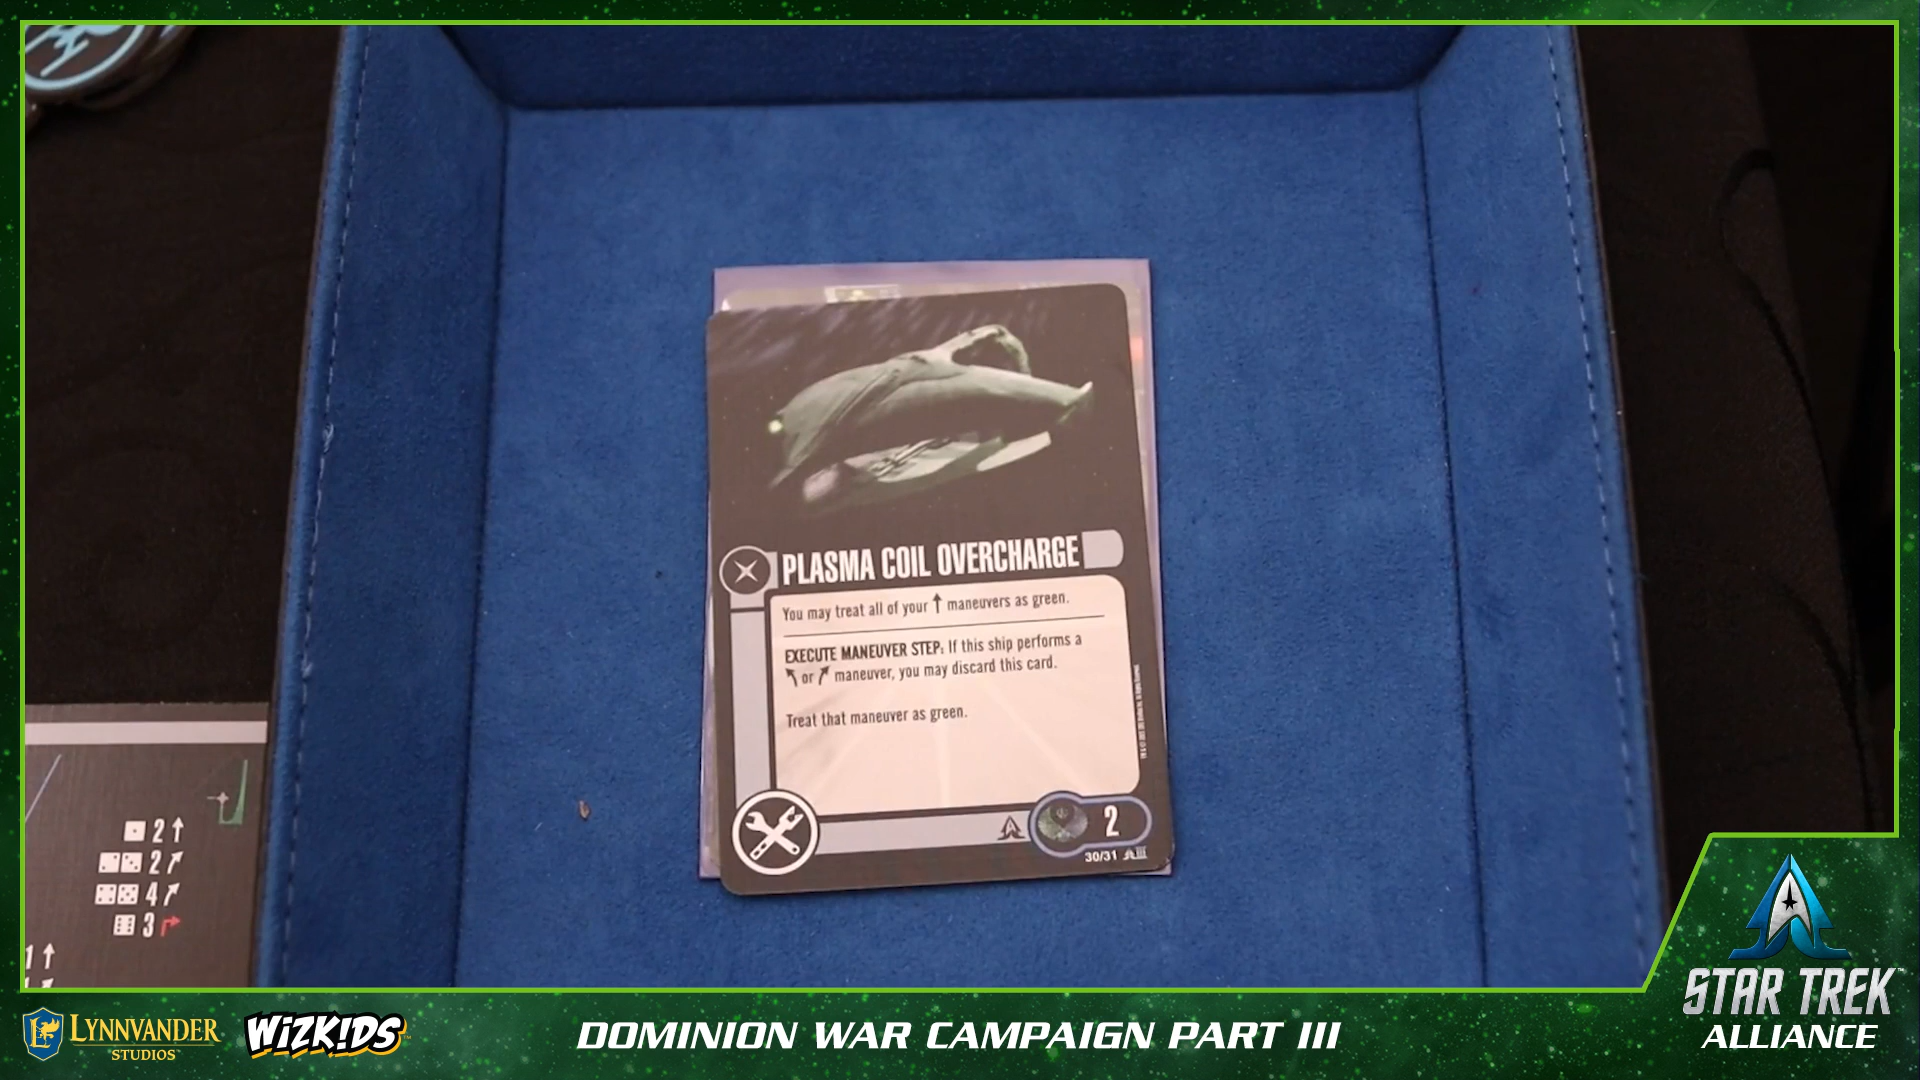 PLASMA COIL OVERCHARGE
You may treat all of your ↑ maneuvers as green.
EXECUTE MANEUVER STEP: If this ship performs a
↖ or ↗ maneuver, you may discard this card.
Treat that maneuver as green.
2
30/31 III
2 ↑
2 ↗
4 ↗
3 ↱
1 ↑
LYNNVANDER
STUDIOS
WIZKIDS
DOMINION WAR CAMPAIGN PART III
STAR TREK
ALLIANCE